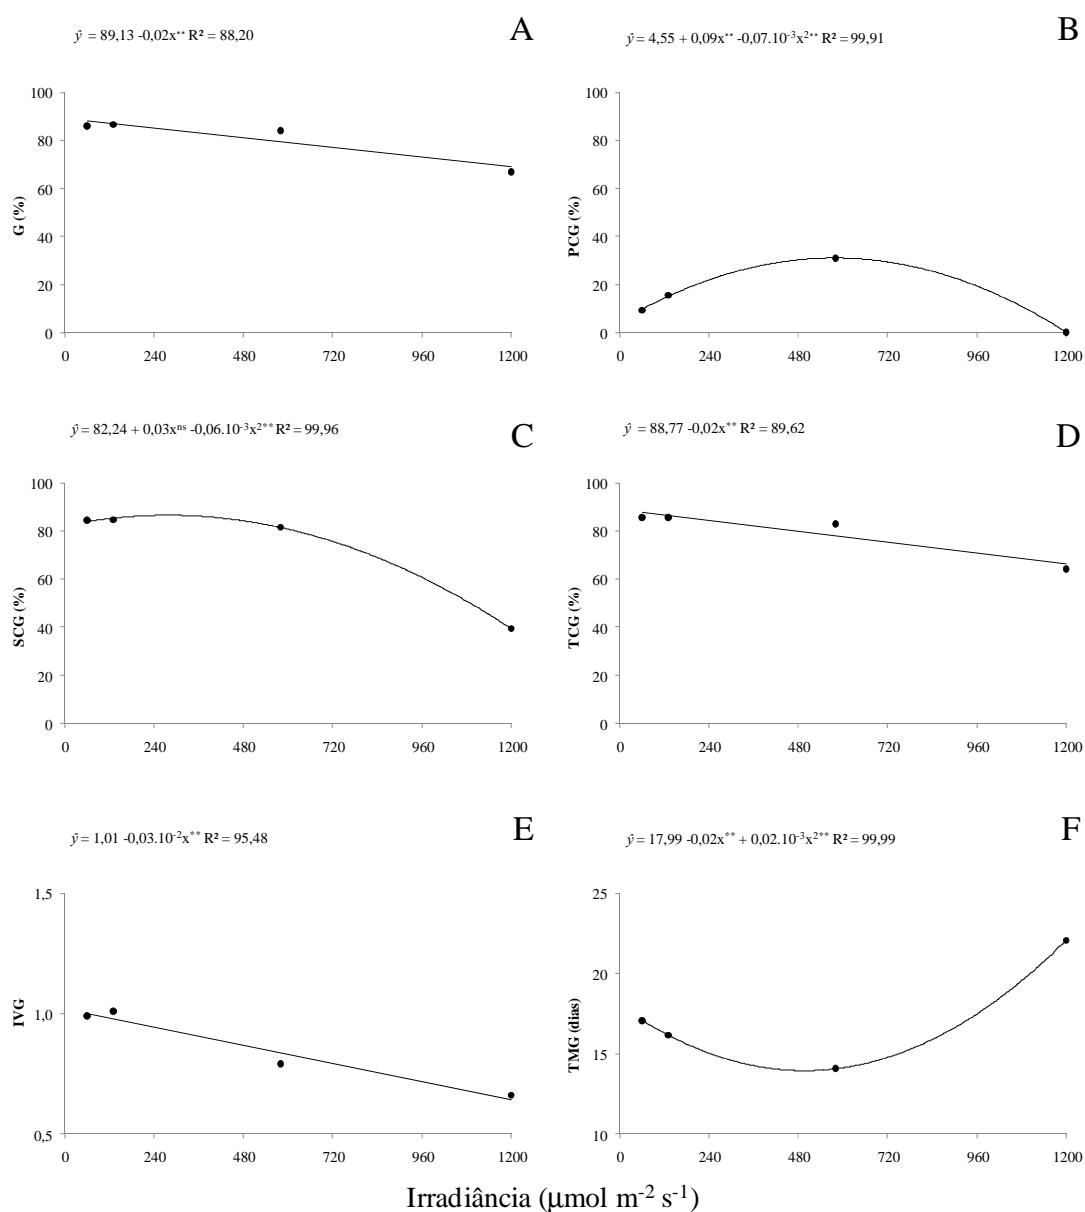 ŷ = 89,13 -0,02x** R² = 88,20
A
G (%)
100
80
60
40
20
0
0 240 480 720 960 1200
ŷ = 4,55 + 0,09x** -0,07.10⁻³x²** R² = 99,91
B
PCG (%)
100
80
60
40
20
0
0 240 480 720 960 1200
ŷ = 82,24 + 0,03xⁿˢ -0,06.10⁻³x²** R² = 99,96
C
SCG (%)
100
80
60
40
20
0
0 240 480 720 960 1200
ŷ = 88,77 -0,02x** R² = 89,62
D
TCG (%)
100
80
60
40
20
0
0 240 480 720 960 1200
ŷ = 1,01 -0,03.10⁻²x** R² = 95,48
E
IVG
1,5
1,0
0,5
0 240 480 720 960 1200
ŷ = 17,99 -0,02x** + 0,02.10⁻³x²** R² = 99,99
F
TMG (dias)
25
20
15
10
0 240 480 720 960 1200
Irradiância (μmol m⁻² s⁻¹)